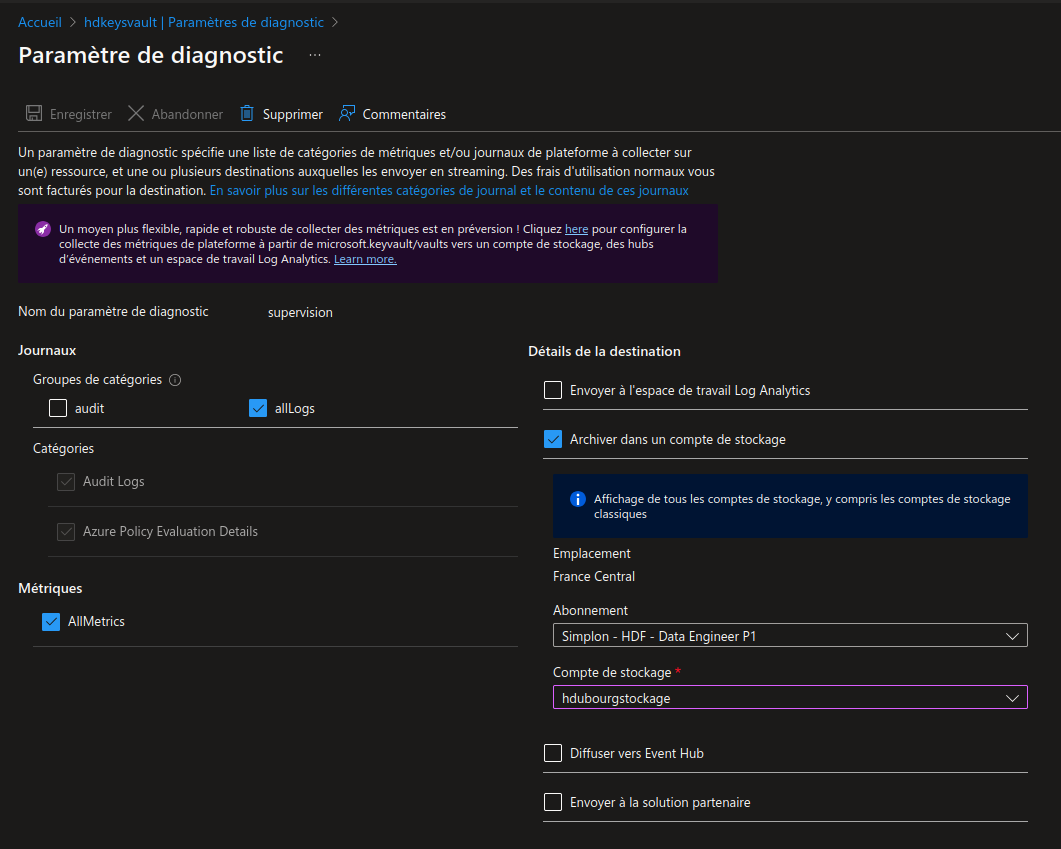 Accueil > hdkeysvault | Paramètres de diagnostic >
Paramètre de diagnostic ...
Enregistrer Abandonner Supprimer Commentaires
Un paramètre de diagnostic spécifie une liste de catégories de métriques et/ou journaux de plateforme à collecter sur
un(e) ressource, et une ou plusieurs destinations auxquelles les envoyer en streaming. Des frais d'utilisation normaux vous
sont facturés pour la destination. En savoir plus sur les différentes catégories de journal et le contenu de ces journaux
Un moyen plus flexible, rapide et robuste de collecter des métriques est en préversion ! Cliquez here pour configurer la
collecte des métriques de plateforme à partir de microsoft.keyvault/vaults vers un compte de stockage, des hubs
d'événements et un espace de travail Log Analytics. Learn more.
Nom du paramètre de diagnostic supervision
Journaux
Groupes de catégories
audit allLogs
Catégories
Audit Logs
Azure Policy Evaluation Details
Métriques
AllMetrics
Détails de la destination
Envoyer à l'espace de travail Log Analytics
Archiver dans un compte de stockage
Affichage de tous les comptes de stockage, y compris les comptes de stockage
classiques
Emplacement
France Central
Abonnement
Simplon - HDF - Data Engineer P1
Compte de stockage *
hdubourgstockage
Diffuser vers Event Hub
Envoyer à la solution partenaire